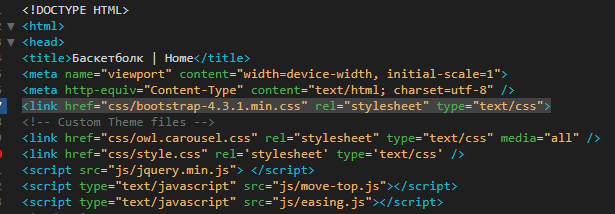 <!DOCTYPE HTML>
<html>
<head>
<title>Баскетболк | Home</title>
<meta name="viewport" content="width=device-width, initial-scale=1">
<meta http-equiv="Content-Type" content="text/html; charset=utf-8" />
<link href="css/bootstrap-4.3.1.min.css" rel="stylesheet" type="text/css">
<!-- Custom Theme files -->
<link href="css/owl.carousel.css" rel="stylesheet" type="text/css" media="all" />
<link href="css/style.css" rel='stylesheet' type='text/css' />
<script src="js/jquery.min.js"> </script>
<script type="text/javascript" src="js/move-top.js"></script>
<script type="text/javascript" src="js/easing.js"></script>